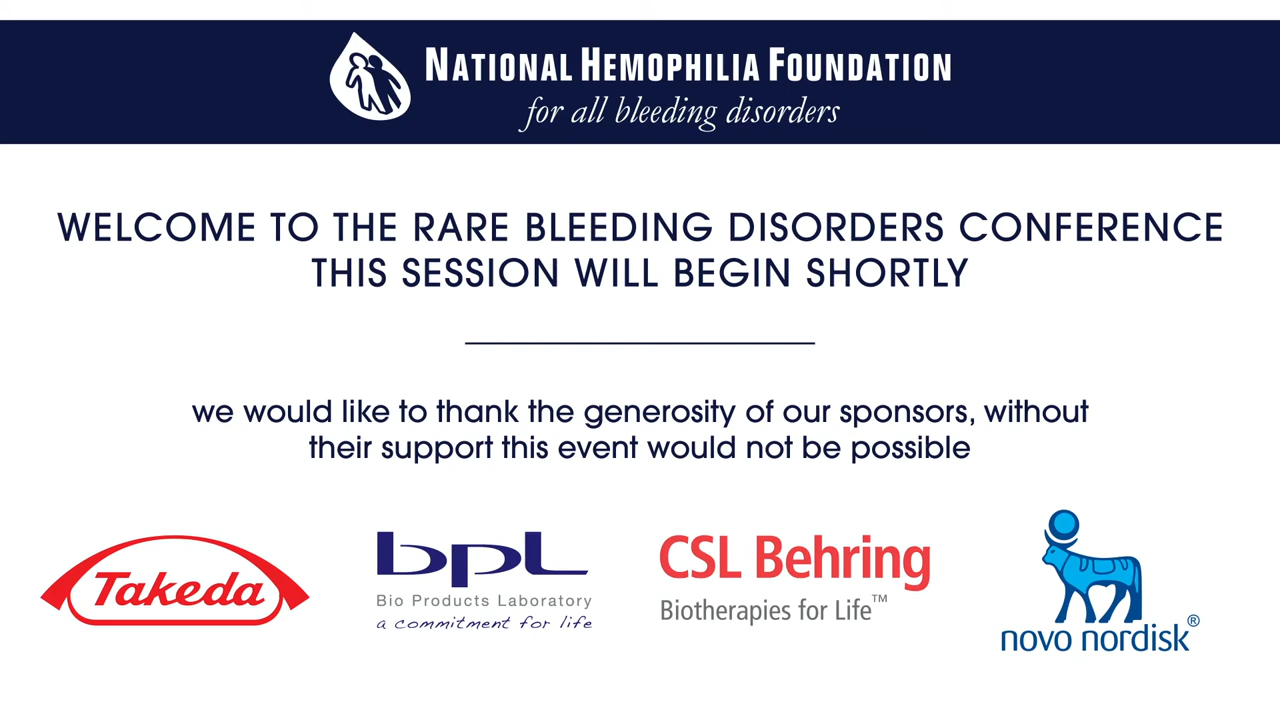 NATIONAL HEMOPHILIA FOUNDATION
for all bleeding disorders
WELCOME TO THE RARE BLEEDING DISORDERS CONFERENCE
THIS SESSION WILL BEGIN SHORTLY
we would like to thank the generosity of our sponsors, without
their support this event would not be possible
Takeda
bpl
Bio Products Laboratory
a commitment for life
CSL Behring
Biotherapies for Life™
novo nordisk®